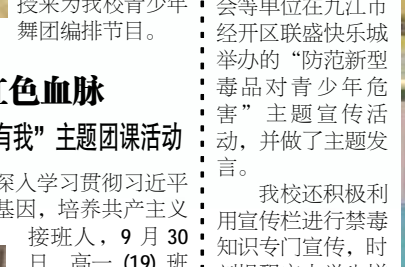 授来为我校青少年
舞团编排节目。
红色血脉
有我”主题团课活动
深入学习贯彻习近平
基因，培养共产主义
接班人，9 月 30
日，高一 (19) 班
会等单位在九江市
经开区联盛快乐城
举办的“防范新型
毒品对青少年危
害”主题宣传活
动，并做了主题发
言。
我校还积极利
用宣传栏进行禁毒
知识专门宣传，时